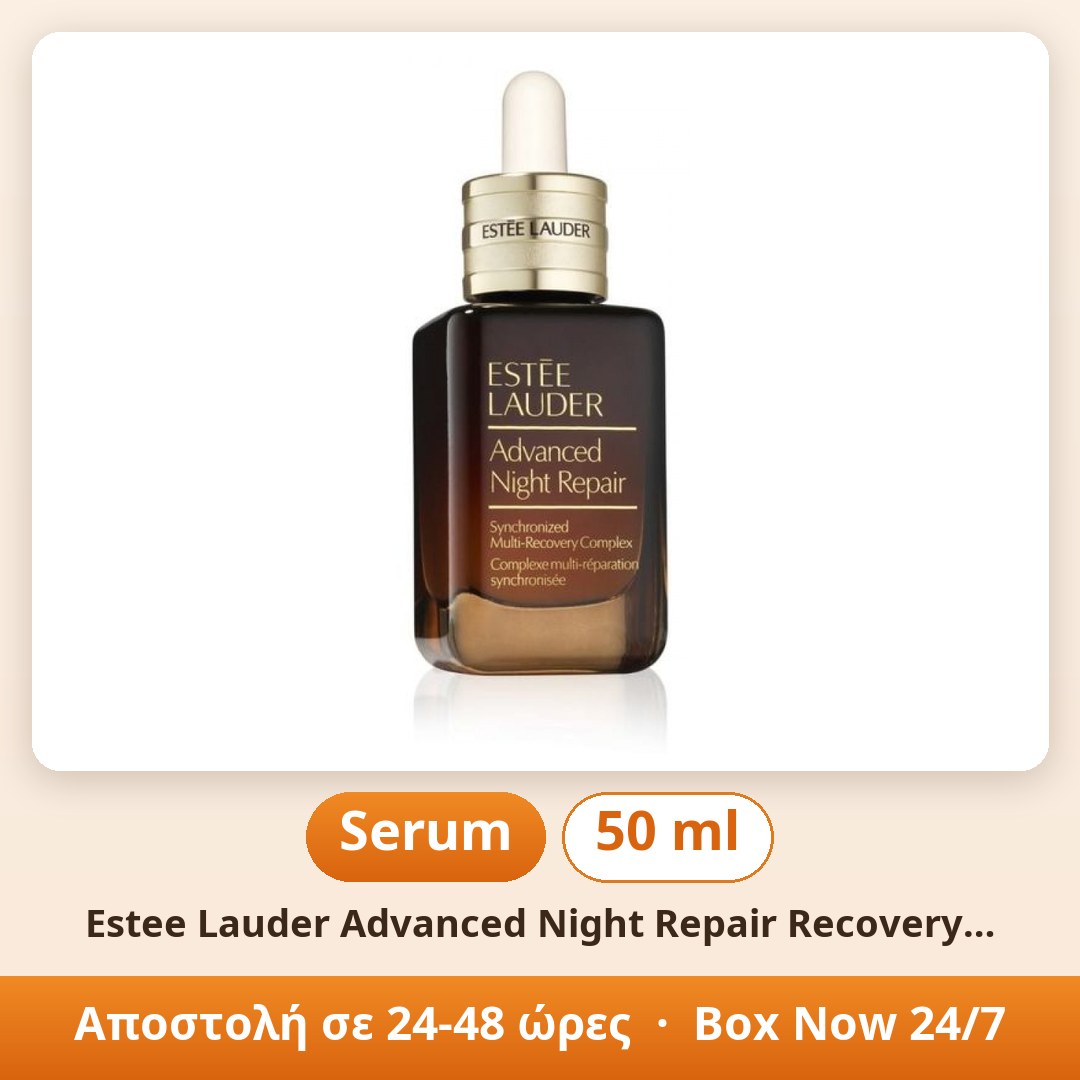 ESTĒE LAUDER
ESTĒE
LAUDER
Advanced
Night Repair
Synchronized
Multi-Recovery Complex
Complexe multi-réparation
synchronisée
Serum
50 ml
Estee Lauder Advanced Night Repair Recovery...
Αποστολή σε 24-48 ώρες · Box Now 24/7